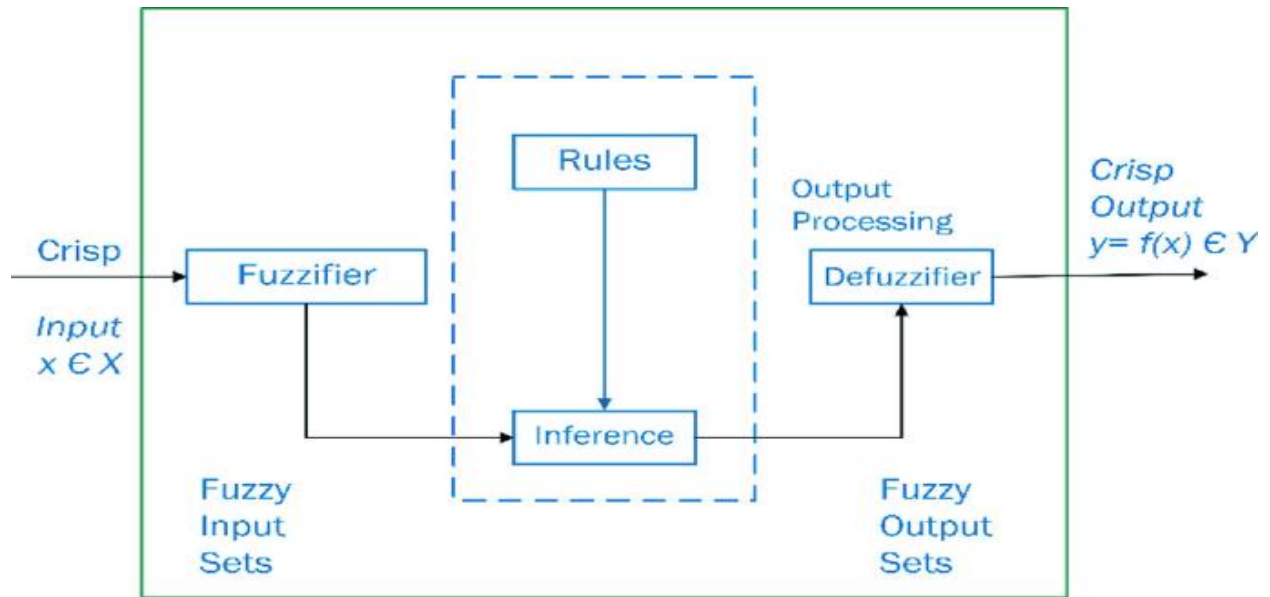 Crisp
Input
x Є X
Fuzzifier
Fuzzy
Input
Sets
Rules
Inference
Output
Processing
Defuzzifier
Fuzzy
Output
Sets
Crisp
Output
y= f(x) Є Y